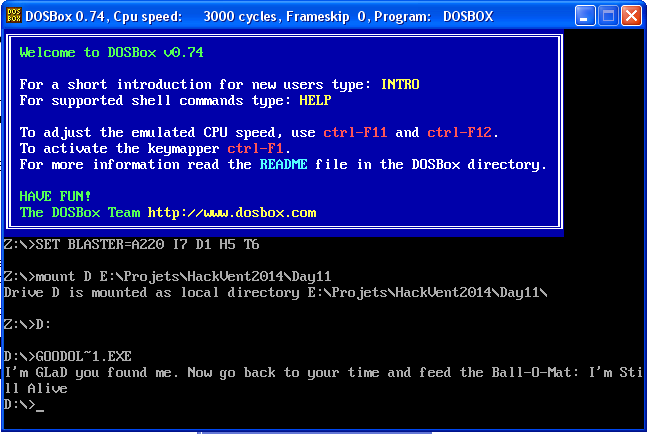 DOSBox 0.74, Cpu speed:     3000 cycles, Frameskip  0, Program:   DOSBOX
Welcome to DOSBox v0.74
For a short introduction for new users type: INTRO
For supported shell commands type: HELP
To adjust the emulated CPU speed, use ctrl-F11 and ctrl-F12.
To activate the keymapper ctrl-F1.
For more information read the README file in the DOSBox directory.
HAVE FUN!
The DOSBox Team http://www.dosbox.com
Z:\>SET BLASTER=A220 I7 D1 H5 T6
Z:\>mount D E:\Projets\HackVent2014\Day11
Drive D is mounted as local directory E:\Projets\HackVent2014\Day11\
Z:\>D:
D:\>GOODOL~1.EXE
I'm GLaD you found me. Now go back to your time and feed the Ball-O-Mat: I'm Sti
ll Alive
D:\>_